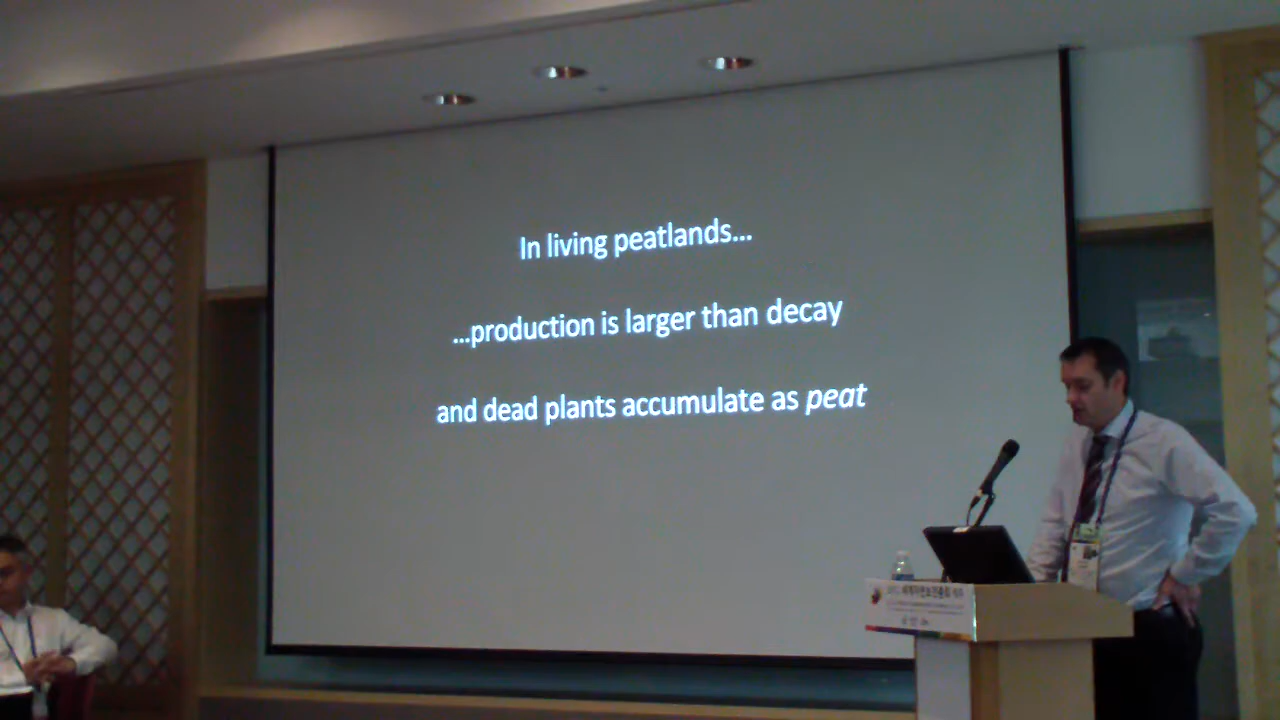 In living peatlands...
...production is larger than decay
and dead plants accumulate as peat